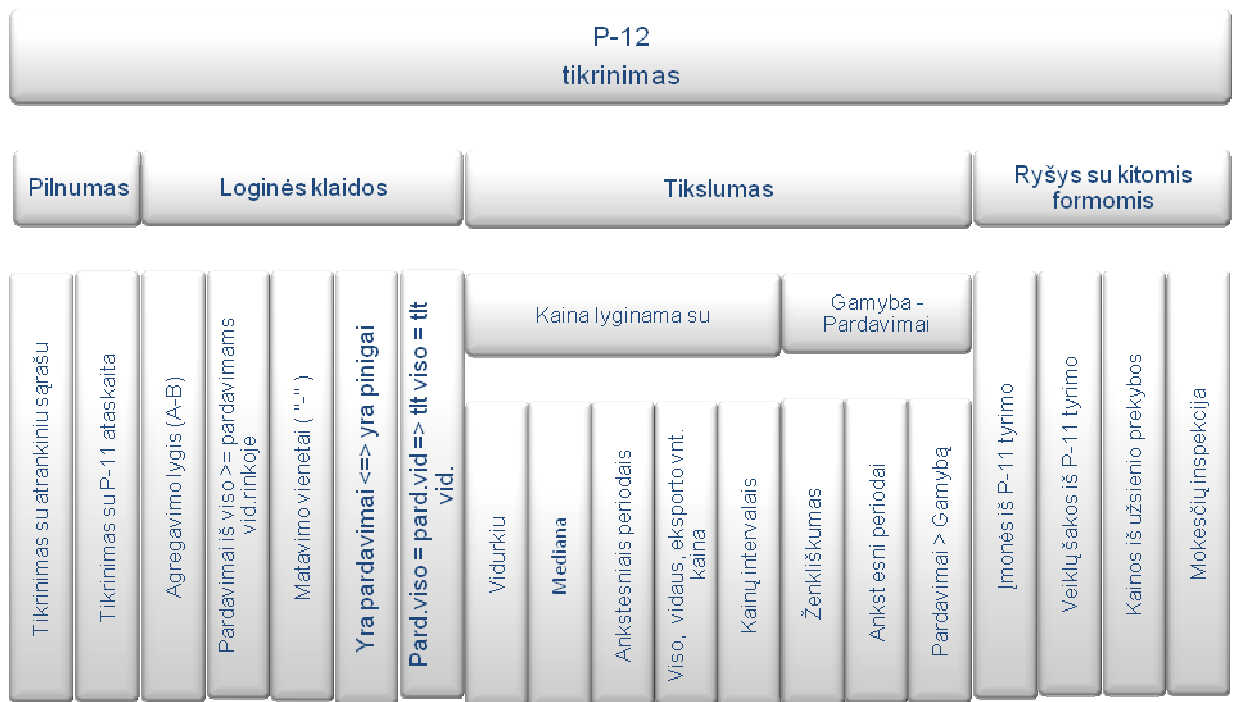 P-12
tikrinimas
Pilnumas
Loginės klaidos
Tikslumas
Ryšys su kitomis
formomis
Tikrinimas su atrankiniu sąrašu
Tikrinimas su P-11 ataskaita
Agregavimo lygis (A-B)
Pardavimai iš viso >= pardavimams
vid.rinkoje
Matavimo vienetai ( "-" )
Yra pardavimai <=> yra pinigai
Pard.viso = pard.vid => tlt viso = tlt
vid.
Kaina lyginama su
Vidurkiu
Mediana
Ankstesniais periodais
Viso, vidaus, eksporto vnt.
kaina
Kainų intervalais
Gamyba -
Pardavimai
Ženkliškumas
Ankstesni periodai
Pardavimai > Gamybą
Įmonės iš P-11 tyrimo
Veiklų šakos iš P-11 tyrimo
Kainos iš užsienio prekybos
Mokesčių inspekcija